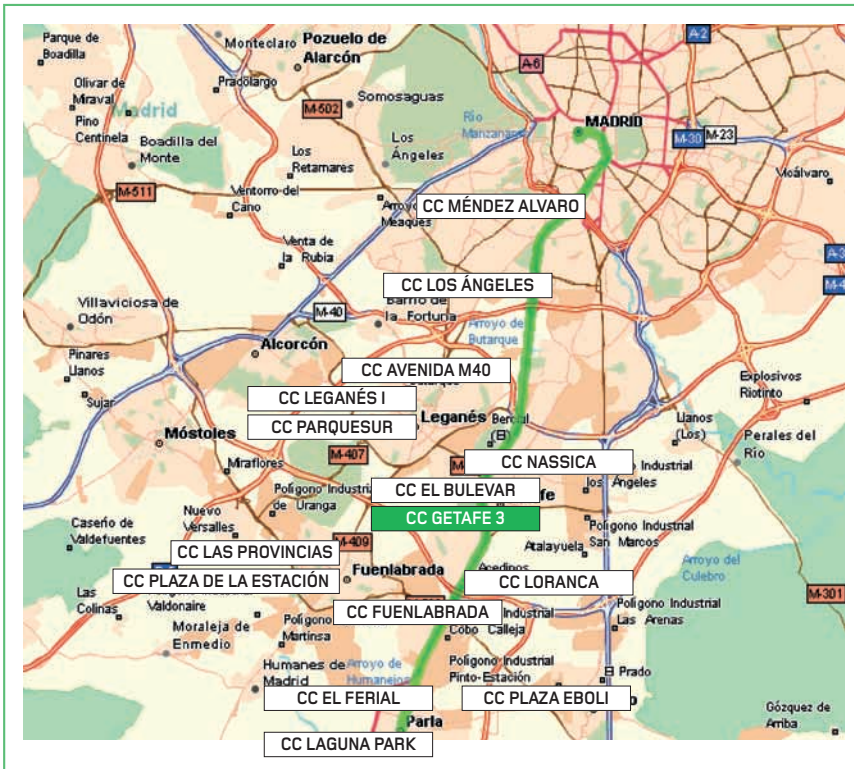 Parque de
Boadilla
Monteclaro
Pozuelo de
Alarcón
A-2
A-6
Olivar de
Miraval
Madrid
Pradolargo
Somosaguas
M-502
Río
Manzanares
MADRÍD
Pino
Centinela
Boadilla del
Monte
Los
Ángeles
M-30
M-23
Los
Retamares
Vicálvaro
M-511
Ventorro del
Cano
Arroyo
Meaques
CC MÉNDEZ ALVARO
Venta de
la Rubia
CC LOS ÁNGELES
Villaviciosa de
Odón
M-40
Barrio de
la Fortuna
Arroyo de
Butarque
Alcorcón
Pinares
Llanos
CC AVENIDA M40
Explosivos
Riotinto
Sujar
CC LEGANÉS I
Leganés
CC PARQUESUR
Móstoles
Llanos
(Los)
Perales del
Río
M-407
Miraflores
CC NASSICA
Polígono Industrial
los Ángeles
Polígono Industrial
de Uranga
CC EL BULEVAR
Nuevo
Versalles
CC GETAFE 3
Caserío de
Valdefuentes
Polígono Industrial
San Marcos
M-409
Atalayuela
CC LAS PROVINCIAS
Arroyo del
Culebro
CC PLAZA DE LA ESTACIÓN
Fuenlabrada
CC LORANCA
Las
Colinas
Valdonaire
M-301
CC FUENLABRADA
Polígono Industrial
Las Arenas
Moraleja de
Enmedio
Polígono
Martinsa
Industrial
Cobo Calleja
Humanes de
Madrid
Arroyo de
Humanejos
Polígono Industrial
Pinto-Estación
Prado
CC EL FERIAL
CC PLAZA EBOLI
Gózquez de
Arriba
Parla
CC LAGUNA PARK